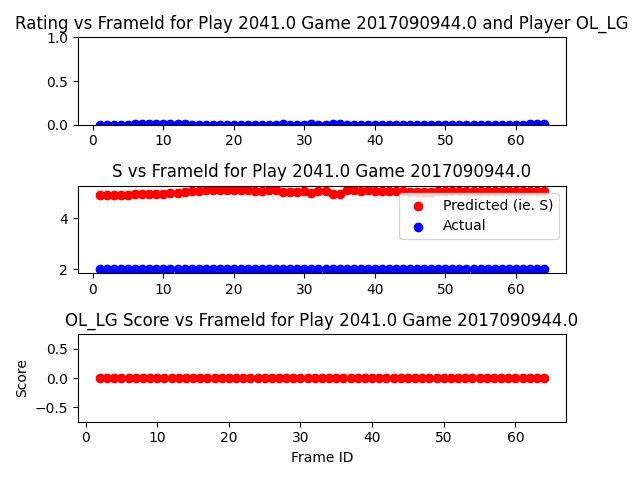 Rating vs FrameId for Play 2041.0 Game 2017090944.0 and Player OL_LG
1.0
0.5
0.0
0 10 20 30 40 50 60
S vs FrameId for Play 2041.0 Game 2017090944.0
4
2
Predicted (ie. S)
Actual
0 10 20 30 40 50 60
OL_LG Score vs FrameId for Play 2041.0 Game 2017090944.0
Score
0.5
0.0
−0.5
0 10 20 30 40 50 60
Frame ID